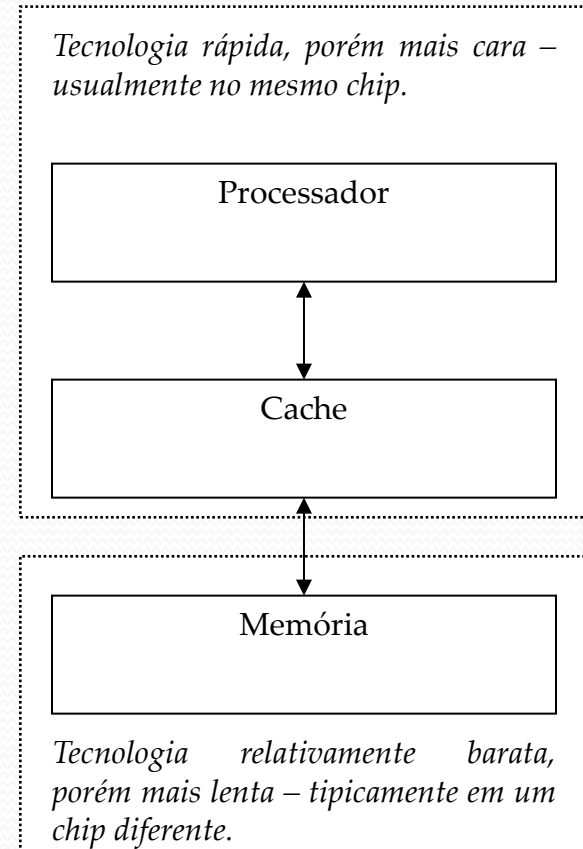 Tecnologia rápida, porém mais cara –
usualmente no mesmo chip.
Processador
Cache
Memória
Tecnologia relativamente barata,
porém mais lenta – tipicamente em um
chip diferente.